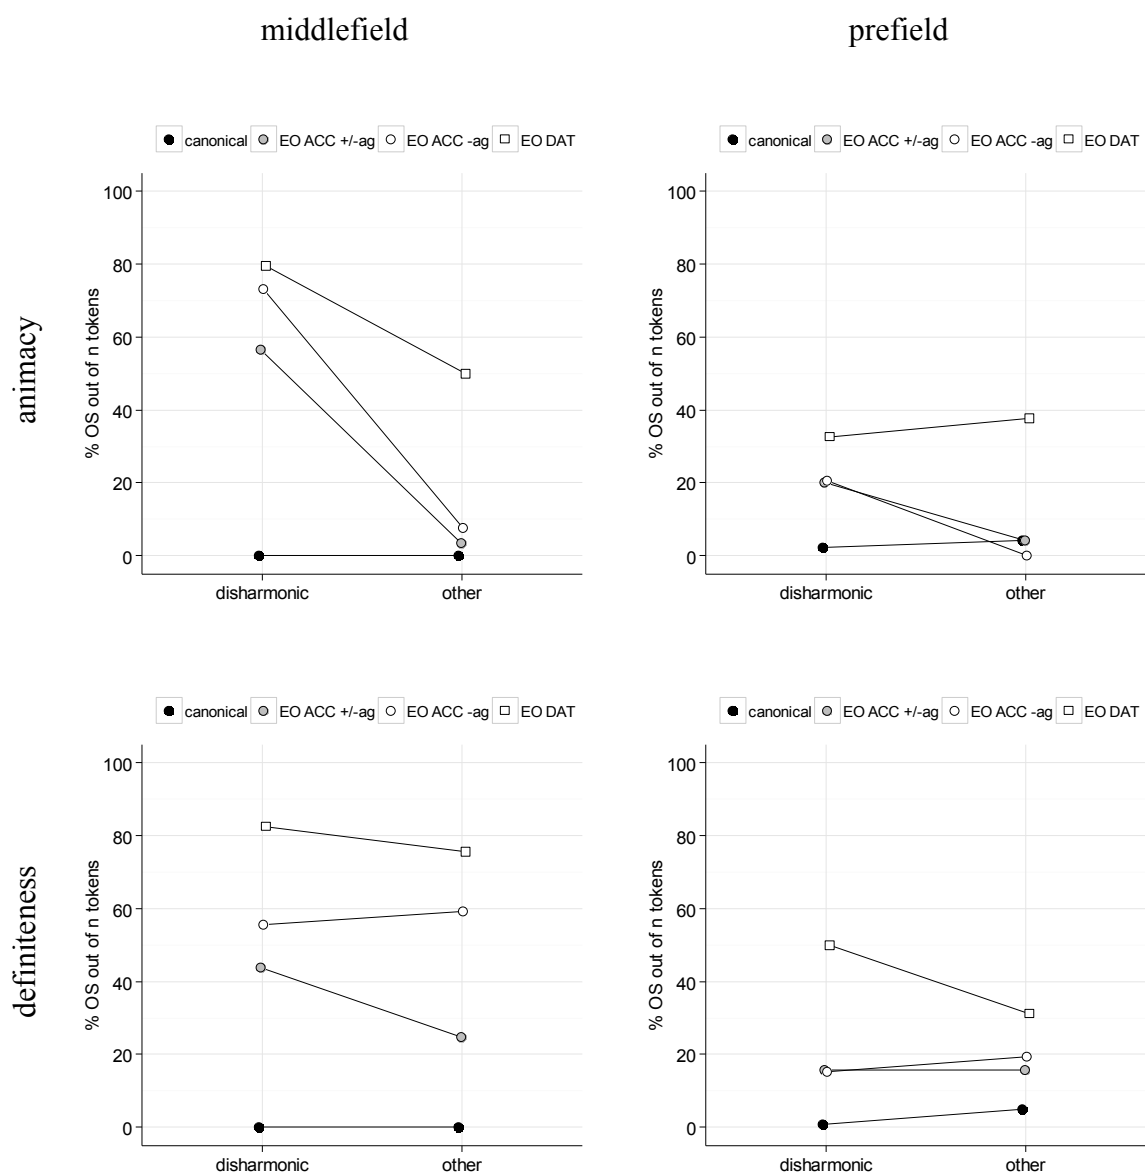 middlefield prefield
canonical EO ACC +/-ag EO ACC -ag EO DAT
canonical EO ACC +/-ag EO ACC -ag EO DAT
animacy
% OS out of n tokens
100
80
60
40
20
0
disharmonic other
% OS out of n tokens
100
80
60
40
20
0
disharmonic other
canonical EO ACC +/-ag EO ACC -ag EO DAT
canonical EO ACC +/-ag EO ACC -ag EO DAT
definiteness
% OS out of n tokens
100
80
60
40
20
0
disharmonic other
% OS out of n tokens
100
80
60
40
20
0
disharmonic other